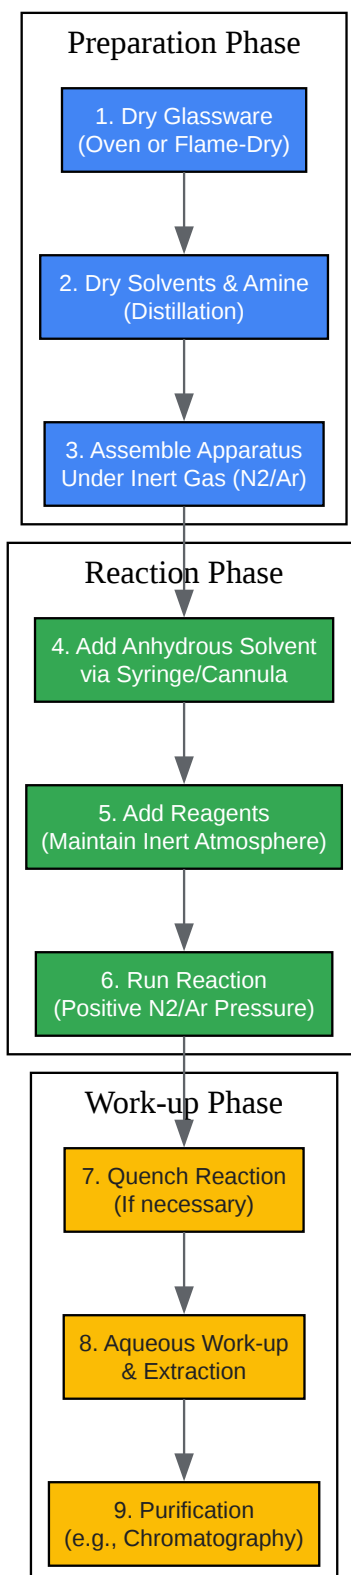 Preparation Phase
1. Dry Glassware
(Oven or Flame-Dry)
2. Dry Solvents & Amine
(Distillation)
3. Assemble Apparatus
Under Inert Gas (N2/Ar)
Reaction Phase
4. Add Anhydrous Solvent
via Syringe/Cannula
5. Add Reagents
(Maintain Inert Atmosphere)
6. Run Reaction
(Positive N2/Ar Pressure)
Work-up Phase
7. Quench Reaction
(If necessary)
8. Aqueous Work-up
& Extraction
9. Purification
(e.g., Chromatography)